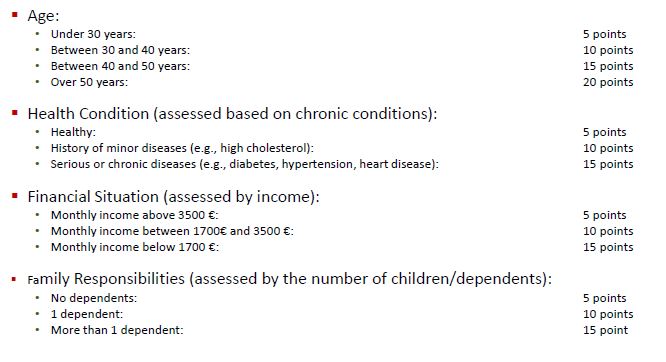 ▪ Age:
• Under 30 years: 5 points
• Between 30 and 40 years: 10 points
• Between 40 and 50 years: 15 points
• Over 50 years: 20 points
▪ Health Condition (assessed based on chronic conditions):
• Healthy: 5 points
• History of minor diseases (e.g., high cholesterol): 10 points
• Serious or chronic diseases (e.g., diabetes, hypertension, heart disease): 15 points
▪ Financial Situation (assessed by income):
• Monthly income above 3500 €: 5 points
• Monthly income between 1700€ and 3500 €: 10 points
• Monthly income below 1700 €: 15 points
▪ Family Responsibilities (assessed by the number of children/dependents):
• No dependents: 5 points
• 1 dependent: 10 points
• More than 1 dependent: 15 point